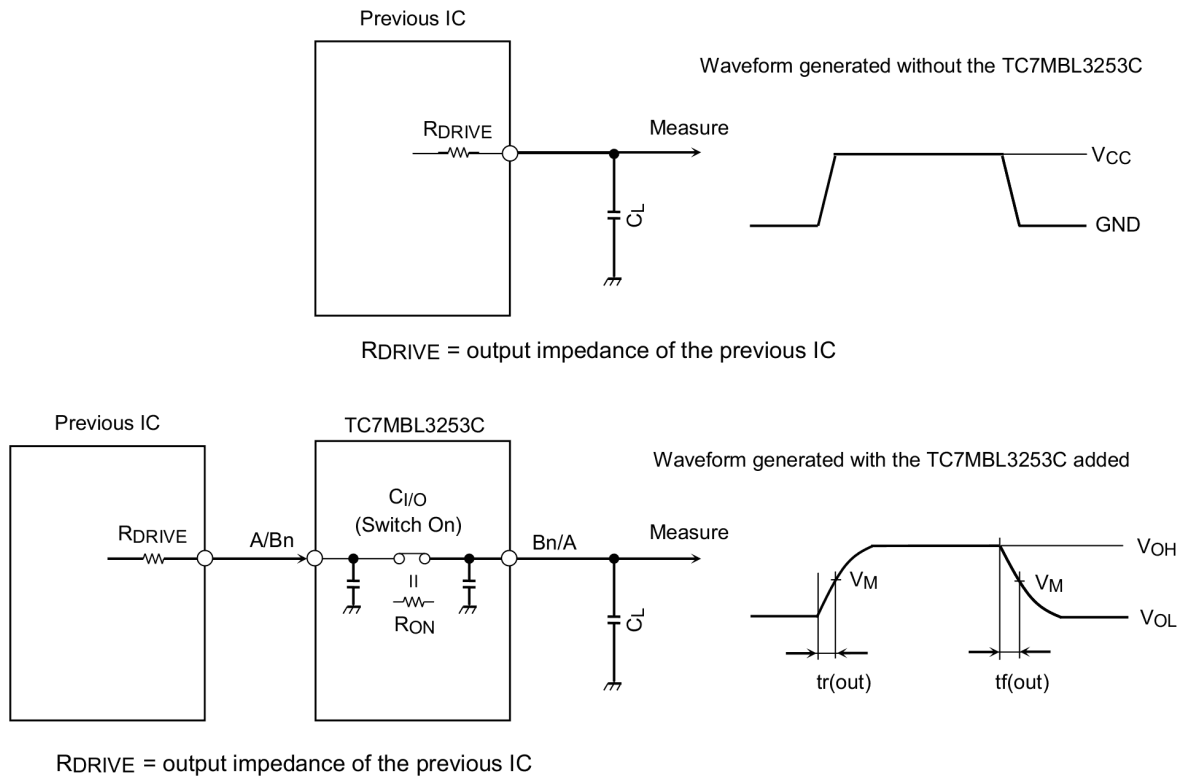 Previous IC
Waveform generated without the TC7MBL3253C
RDRIVE
Measure
VCC
CL
GND
RDRIVE = output impedance of the previous IC
Previous IC
TC7MBL3253C
Waveform generated with the TC7MBL3253C added
CI/O
(Switch On)
RDRIVE
A/Bn
Bn/A
Measure
VOH
VM
VM
RON
CL
VOL
tr(out)
tf(out)
RDRIVE = output impedance of the previous IC